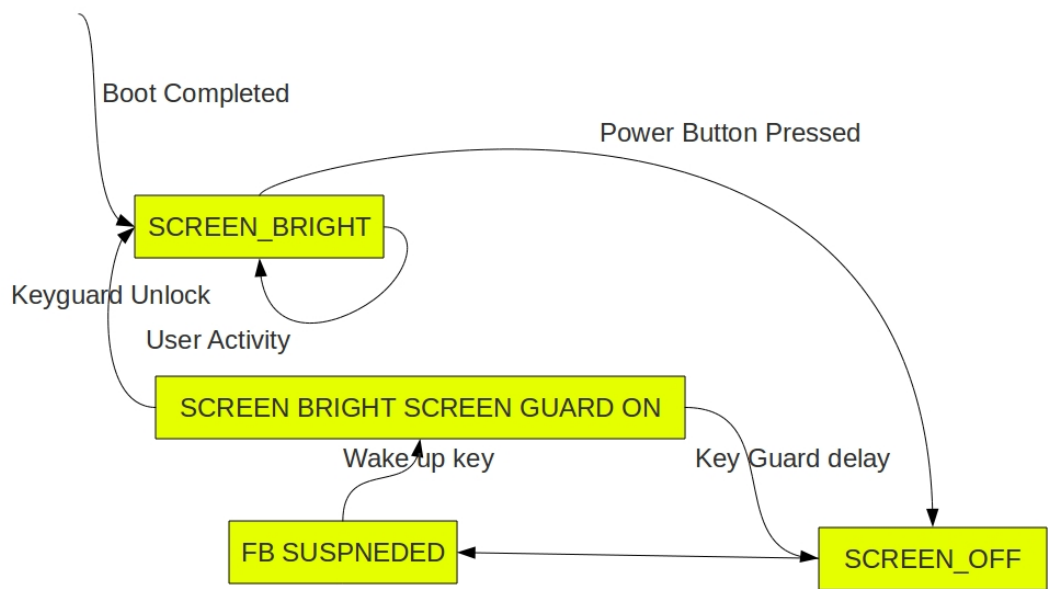 Boot Completed
Power Button Pressed
SCREEN_BRIGHT
Keyguard Unlock
User Activity
SCREEN BRIGHT SCREEN GUARD ON
Wake up key
Key Guard delay
FB SUSPNEDED
SCREEN_OFF